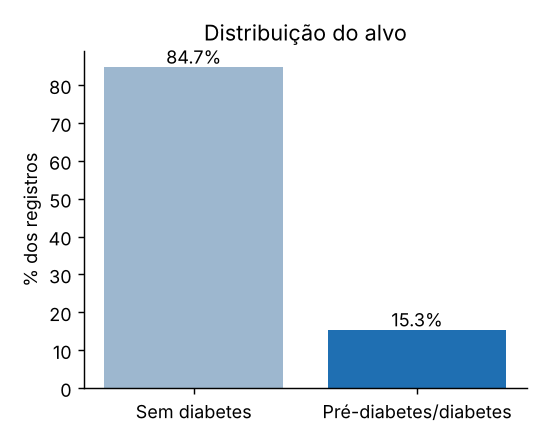 Distribuição do alvo
84.7%
15.3%
% dos registros
80
70
60
50
40
30
20
10
0
Sem diabetes
Pré-diabetes/diabetes